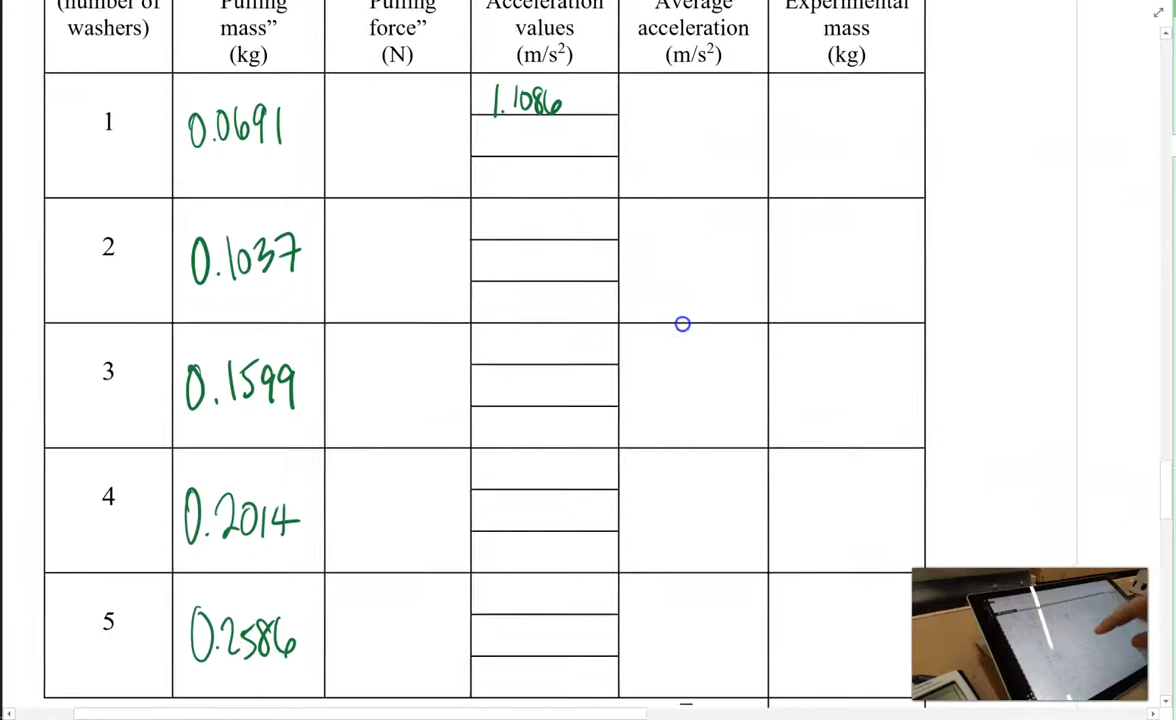 (number of
washers)
Pulling
mass”
(kg)
Pulling
force”
(N)
Acceleration
values
(m/s²)
Average
acceleration
(m/s²)
Experimental
mass
(kg)
1
0.0691
1.1086
2
0.1037
3
0.1599
4
0.2014
5
0.2586